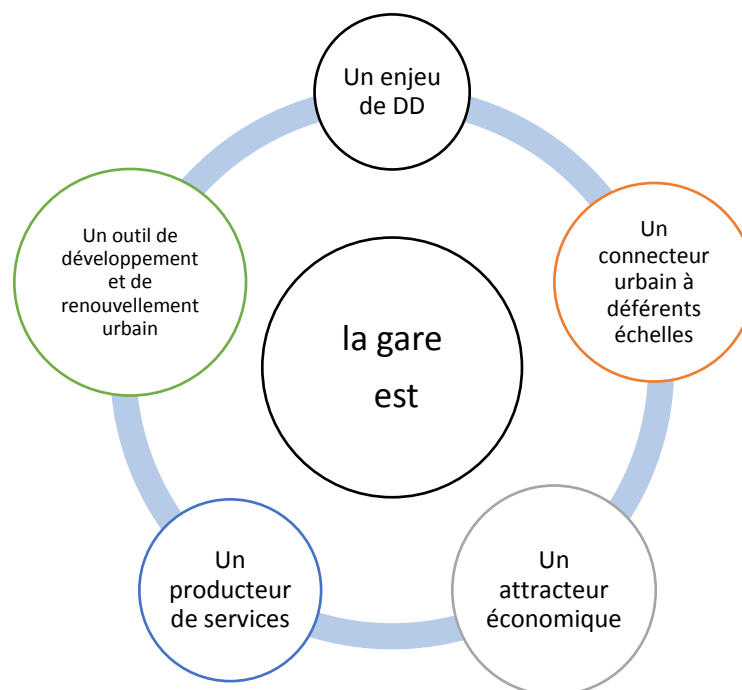 Un enjeu
de DD
Un
connecteur
urbain à
déférents
échelles
Un
attracteur
économique
Un
producteur
de services
Un outil de
développement
et de
renouvellement
urbain
la gare
est